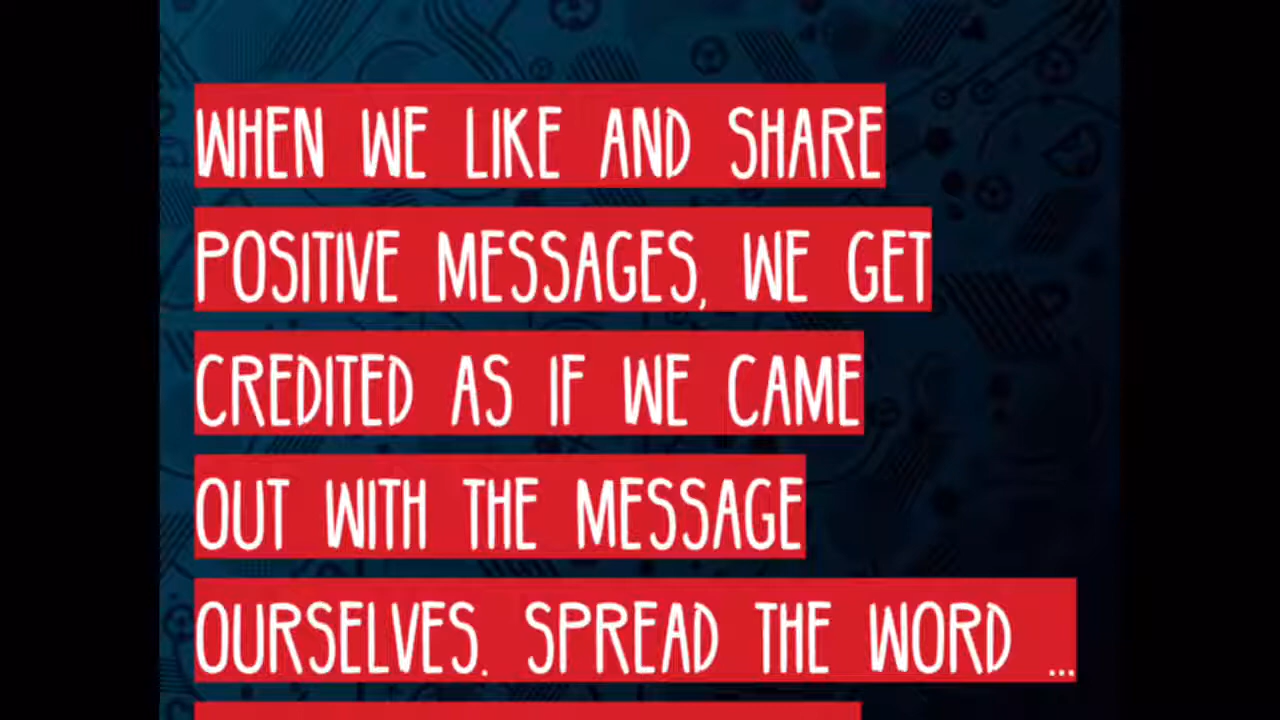 WHEN WE LIKE AND SHARE
POSITIVE MESSAGES, WE GET
CREDITED AS IF WE CAME
OUT WITH THE MESSAGE
OURSELVES. SPREAD THE WORD ...